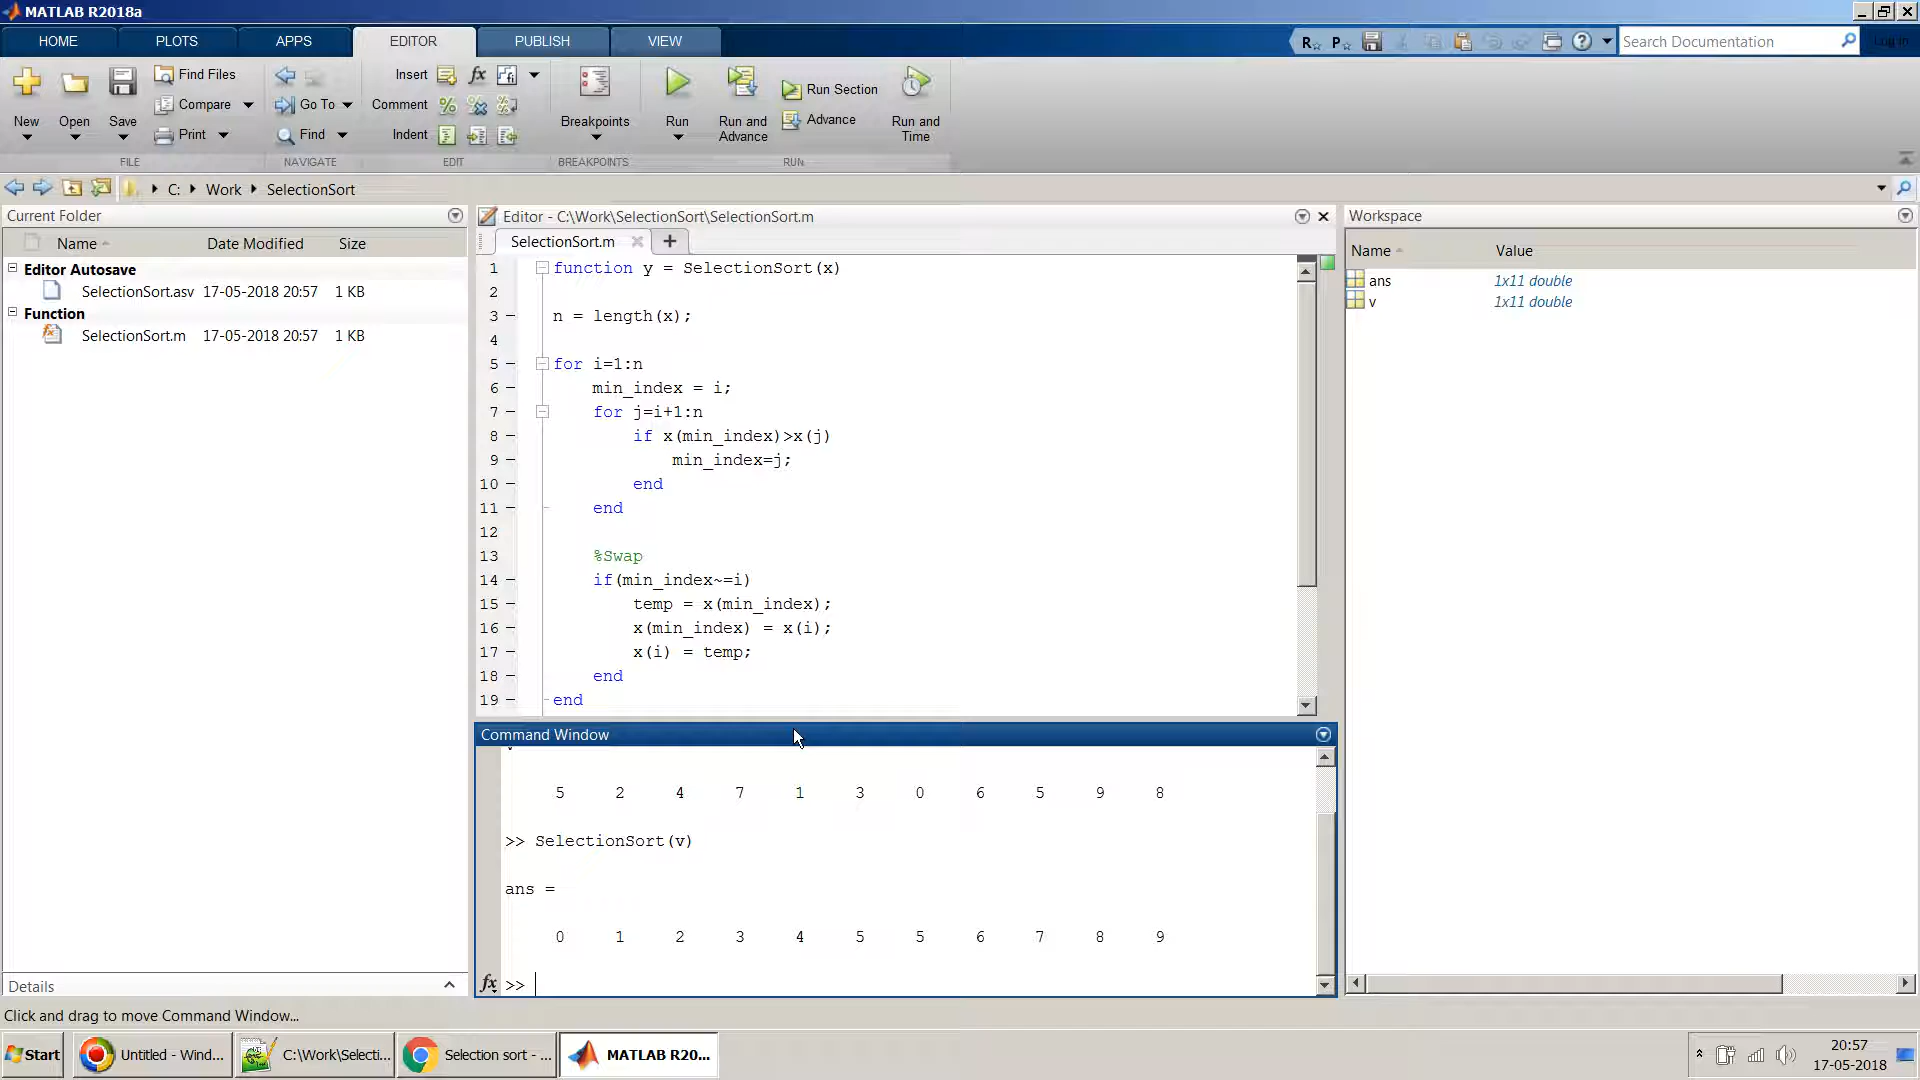 MATLAB R2018a
HOME PLOTS APPS EDITOR PUBLISH VIEW
Search Documentation
Log In
New
Open
Save
Find Files
Compare
Print
FILE
Go To
Find
NAVIGATE
Insert
Comment
Indent
EDIT
Breakpoints
BREAKPOINTS
Run
Run and
Advance
Run Section
Advance
Run and
Time
RUN
C: Work SelectionSort
Current Folder
Name Date Modified Size
Editor Autosave
SelectionSort.asv 17-05-2018 20:57 1 KB
Function
SelectionSort.m 17-05-2018 20:57 1 KB
Details
Editor - C:\Work\SelectionSort\SelectionSort.m
SelectionSort.m
1 function y = SelectionSort(x)
2
3 n = length(x);
4
5 for i=1:n
6 min_index = i;
7 for j=i+1:n
8 if x(min_index)>x(j)
9 min_index=j;
10 end
11 end
12
13 %Swap
14 if(min_index~=i)
15 temp = x(min_index);
16 x(min_index) = x(i);
17 x(i) = temp;
18 end
19 end
Command Window
5 2 4 7 1 3 0 6 5 9 8
>> SelectionSort(v)
ans =
0 1 2 3 4 5 5 6 7 8 9
fx >>
Workspace
Name Value
ans 1x11 double
v 1x11 double
Click and drag to move Command Window...
Start
Untitled - Wind...
C:\Work\Selecti...
Selection sort - ...
MATLAB R20...
20:57
17-05-2018